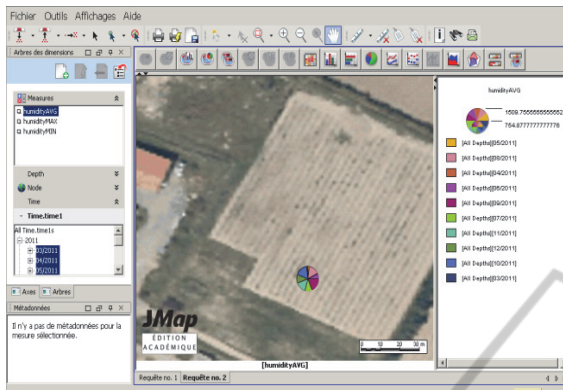 Fichier Outils Affichages Aide
Arbres des dimensions
Measures
humidityAVG
humidityMAX
humidityMIN
Depth
Node
Time
- Time.time1
All Time.time1s
2011
03/2011
04/2011
05/2011
Axes Arbres
Métadonnées
Il n'y a pas de métadonnées pour la
mesure sélectionnée.
JMap
ÉDITION
ACADÉMIQUE
0 10 20 30 m
[humidityAVG]
Requête no. 1 Requête no. 2
humidityAVG
[All Depths][05/2011]
[All Depths][08/2011]
[All Depths][04/2011]
[All Depths][06/2011]
[All Depths][09/2011]
[All Depths][07/2011]
[All Depths][11/2011]
[All Depths][12/2011]
[All Depths][10/2011]
[All Depths][03/2011]